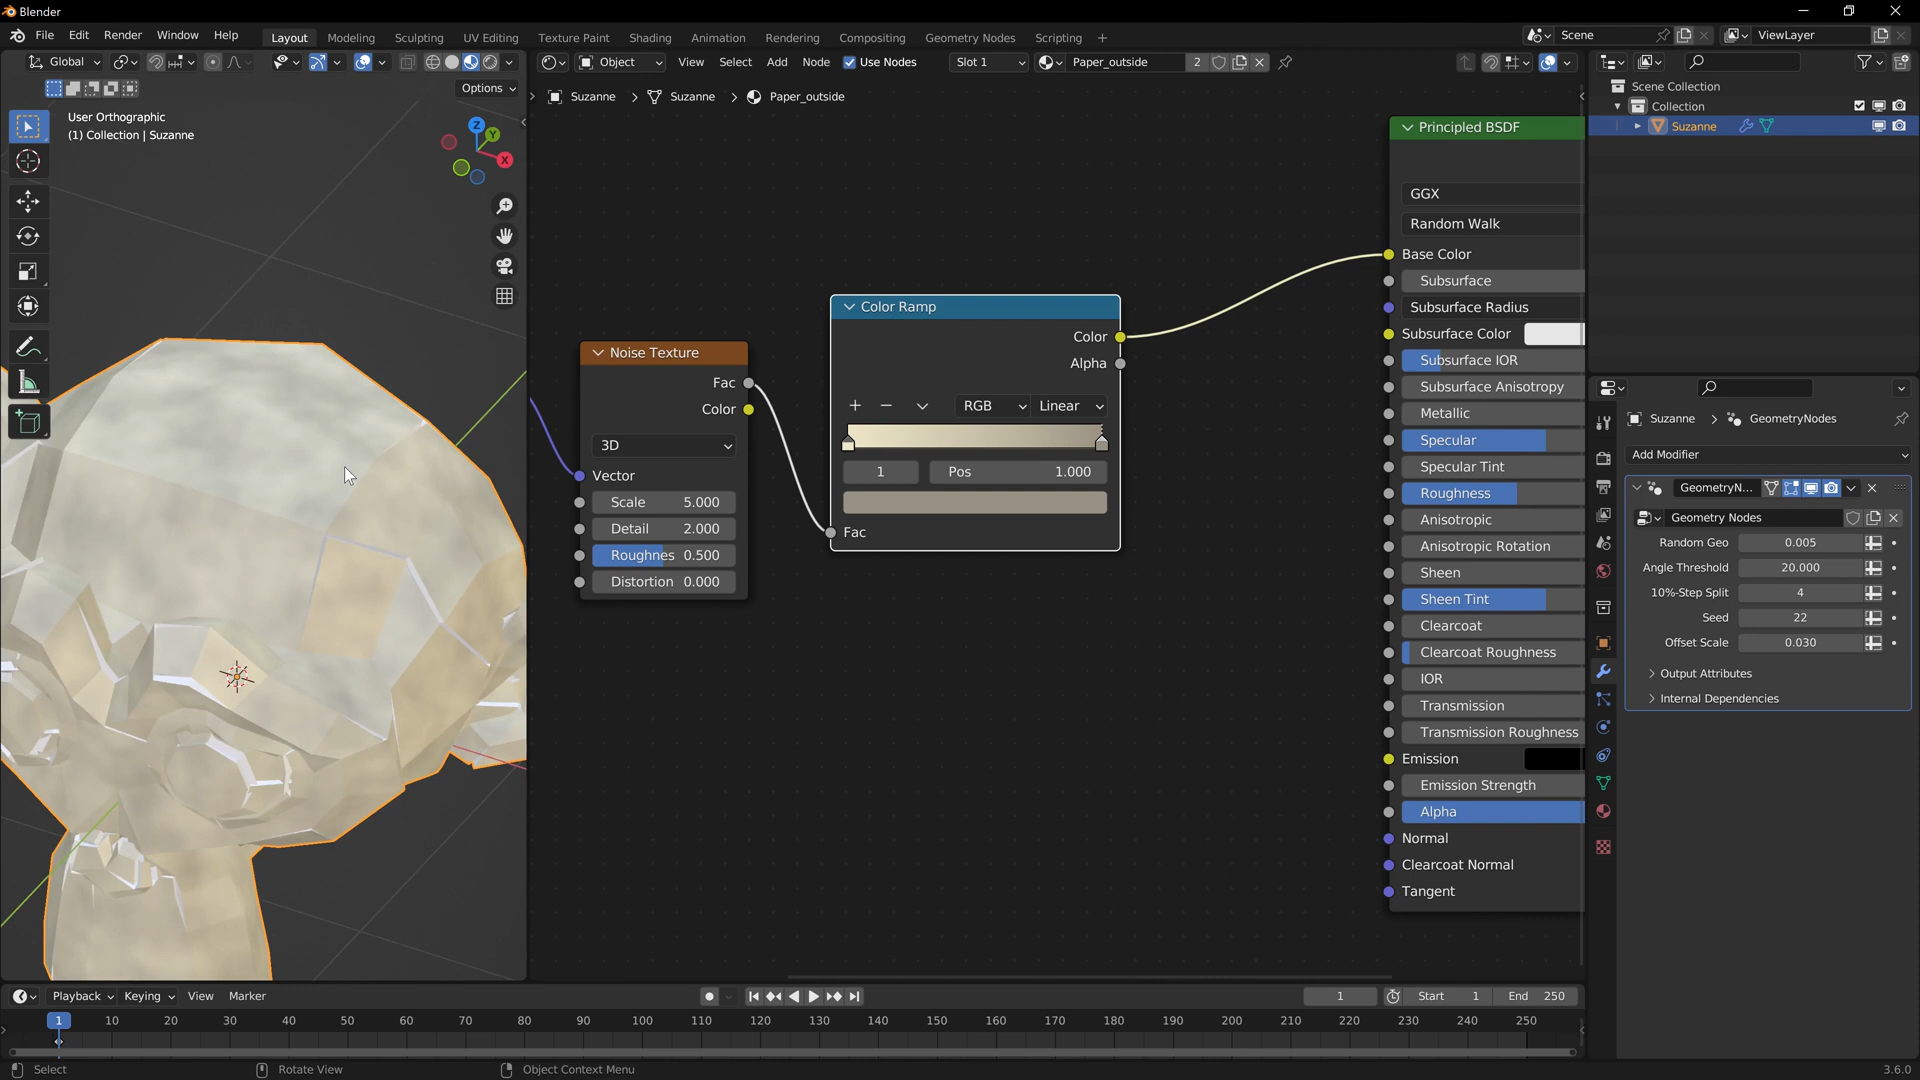 Blender
File Edit Render Window Help
Layout Modeling Sculpting UV Editing Texture Paint Shading Animation Rendering Compositing Geometry Nodes Scripting +
Scene ViewLayer
Global
Object View Select Add Node Use Nodes Slot 1 Paper_outside 2
Options
Suzanne > Suzanne > Paper_outside
User Orthographic
(1) Collection | Suzanne
Z
Y
X
Noise Texture
Fac
Color
3D
Vector
Scale 5.000
Detail 2.000
Roughnes 0.500
Distortion 0.000
Color Ramp
Color
Alpha
RGB Linear
1 Pos 1.000
Fac
Principled BSDF
GGX
Random Walk
Base Color
Subsurface
Subsurface Radius
Subsurface Color
Subsurface IOR
Subsurface Anisotropy
Metallic
Specular
Specular Tint
Roughness
Anisotropic
Anisotropic Rotation
Sheen
Sheen Tint
Clearcoat
Clearcoat Roughness
IOR
Transmission
Transmission Roughness
Emission
Emission Strength
Alpha
Normal
Clearcoat Normal
Tangent
Scene Collection
Collection
Suzanne
Suzanne > GeometryNodes
Add Modifier
GeometryN...
Geometry Nodes
Random Geo 0.005
Angle Threshold 20.000
10%-Step Split 4
Seed 22
Offset Scale 0.030
Output Attributes
Internal Dependencies
Playback Keying View Marker
1 Start 1 End 250
1 10 20 30 40 50 60 70 80 90 100 110 120 130 140 150 160 170 180 190 200 210 220 230 240 250
Select Rotate View Object Context Menu 3.6.0